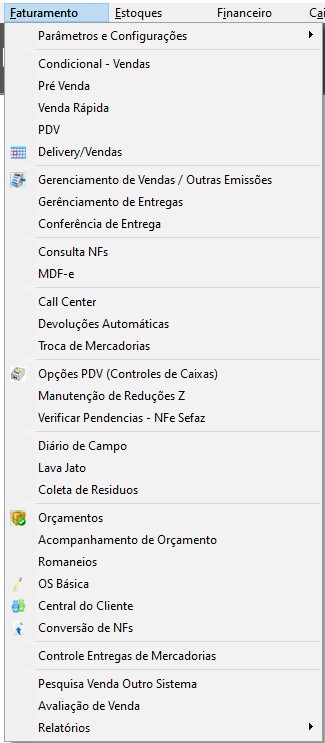 Faturamento Estoques Financeiro Cai
Parâmetros e Configurações
Condicional - Vendas
Pré Venda
Venda Rápida
PDV
Delivery/Vendas
Gerenciamento de Vendas / Outras Emissões
Gerênciamento de Entregas
Conferência de Entrega
Consulta NFs
MDF-e
Call Center
Devoluções Automáticas
Troca de Mercadorias
Opções PDV (Controles de Caixas)
Manutenção de Reduções Z
Verificar Pendencias - NFe Sefaz
Diário de Campo
Lava Jato
Coleta de Residuos
Orçamentos
Acompanhamento de Orçamento
Romaneios
OS Básica
Central do Cliente
Conversão de NFs
Controle Entregas de Mercadorias
Pesquisa Venda Outro Sistema
Avaliação de Venda
Relatórios